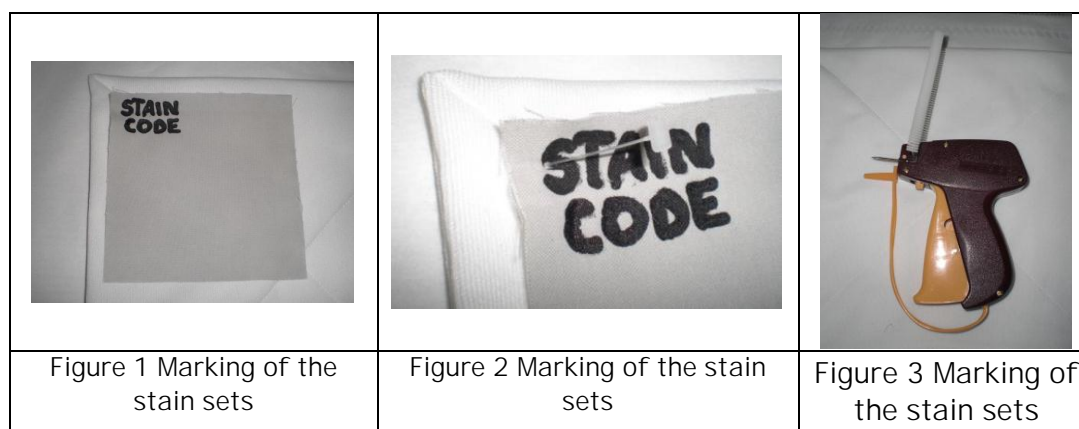 STAIN
CODE
STAIN
CODE
Figure 1 Marking of the
stain sets
Figure 2 Marking of the stain
sets
Figure 3 Marking of
the stain sets